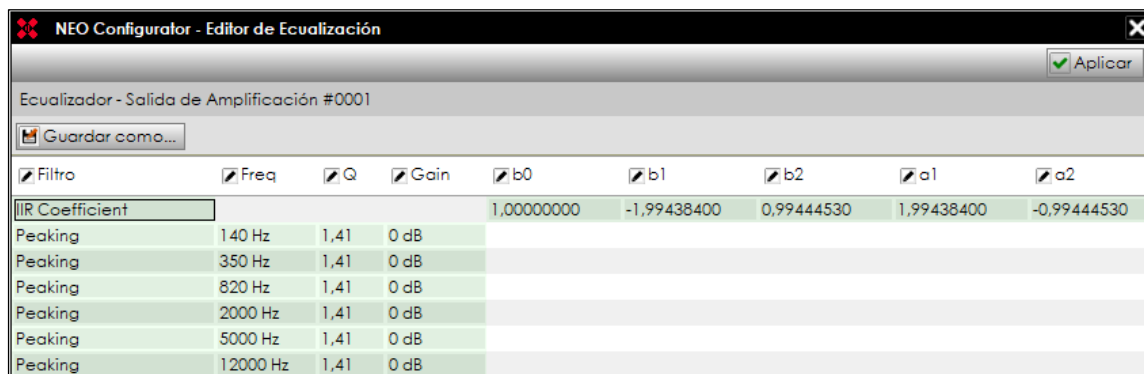 NEO Configurator - Editor de Ecualización
Aplicar
Ecualizador - Salida de Amplificación #0001
Guardar como...
Filtro Freq Q Gain b0 b1 b2 a1 a2
IIR Coefficient 1,00000000 -1,99438400 0,99444530 1,99438400 -0,99444530
Peaking 140 Hz 1,41 0 dB
Peaking 350 Hz 1,41 0 dB
Peaking 820 Hz 1,41 0 dB
Peaking 2000 Hz 1,41 0 dB
Peaking 5000 Hz 1,41 0 dB
Peaking 12000 Hz 1,41 0 dB